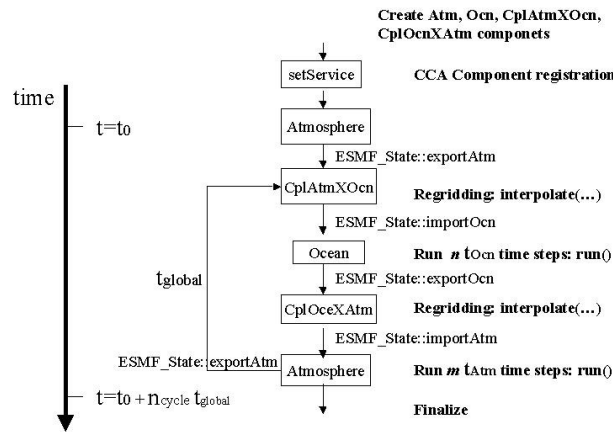 Create Atm, Ocn, CplAtmXOcn,
CplOcnXAtm componets
setService
CCA Component registration
time
t=t0
Atmosphere
ESMF_State::exportAtm
CplAtmXOcn
Regridding: interpolate(…)
ESMF_State::importOcn
Ocean
Run n tOcn time steps: run()
tglobal
ESMF_State::exportOcn
CplOceXAtm
Regridding: interpolate(…)
ESMF_State::importAtm
ESMF_State::exportAtm
Atmosphere
Run m tAtm time steps: run()
t=t0 + ncycle tglobal
Finalize